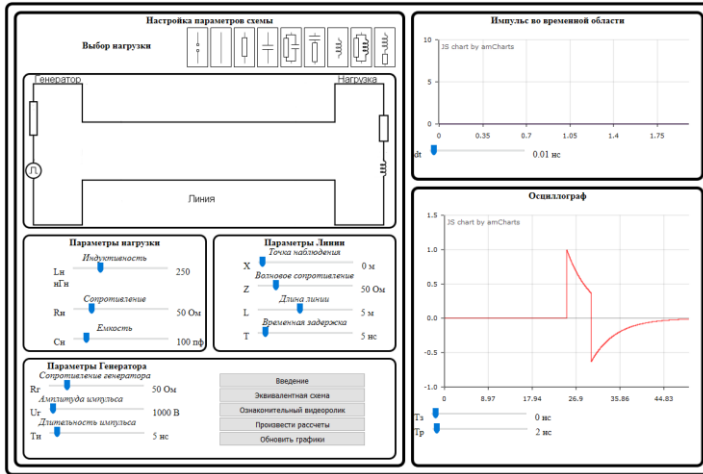 Настройка параметров схемы
Выбор нагрузки
Генератор
Нагрузка
Линия
Параметры нагрузки
Индуктивность
Lн 250
нГн
Сопротивление
Rн 50 Ом
Емкость
Cн 100 пф
Параметры Линии
Точка наблюдения
X 0 м
Волновое сопротивление
Z 50 Ом
Длина линии
L 5 м
Временная задержка
T 5 нс
Параметры Генератора
Сопротивление генератора
Rг 50 Ом
Амплитуда импульса
Uг 1000 В
Длительность импульса
Tи 5 нс
Введение
Эквивалентная схема
Ознаконительный видеоролик
Произвести рассчеты
Обновить графики
Импульс во временной области
JS chart by amCharts
10
5
0
0 0.35 0.7 1.05 1.4 1.75
dt 0.01 нс
Осциллограф
JS chart by amCharts
1.5
1.0
0.5
0.0
-0.5
-1.0
0 8.97 17.94 26.9 35.86 44.83
Tз 0 нс
Tр 2 нс